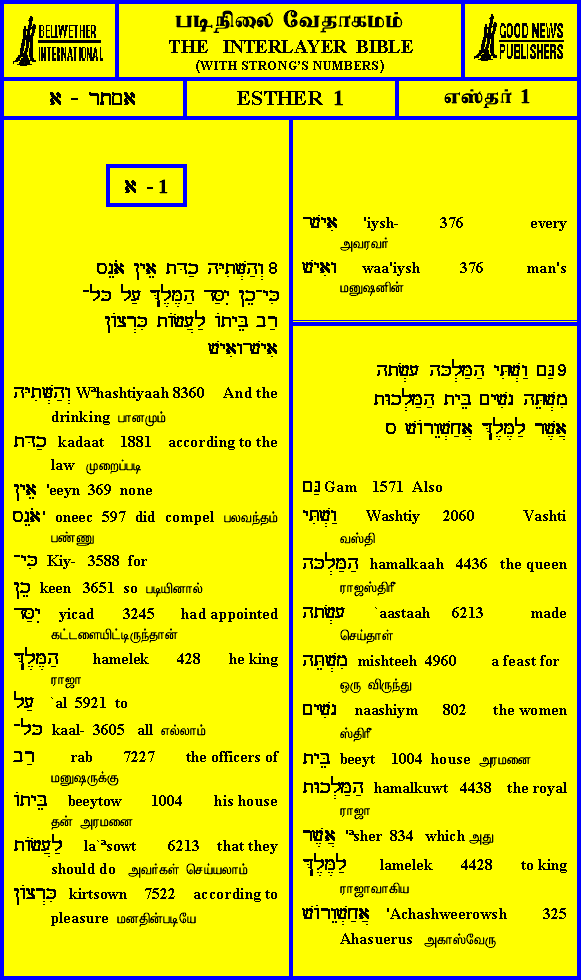 BELLWETHER
INTERNATIONAL
படிநிலை வேதாகமம்
THE INTERLAYER BIBLE
(WITH STRONG'S NUMBERS)
GOOD NEWS
PUBLISHERS
אסתר - א
ESTHER 1
எஸ்தர் 1
א - 1
8 וְהַשְּׁתִיָּה כַדָּת אֵין אֹנֵס
כִּי־כֵן יִסַּד הַמֶּלֶךְ עַל כָּל־
רַב בֵּיתוֹ לַעֲשׂוֹת כִּרְצוֹן
אִישׁ־וָאִישׁ
וְהַשְּׁתִיָּה Wᵊhashtiyaah 8360 And the
drinking பானமும்
כַדָּת kadaat 1881 according to the
law முறைப்படி
אֵין 'eeyn 369 none
אֹנֵס' oneec 597 did compel பலவந்தம்
பண்ணு
כִּי־ Kiy- 3588 for
כֵן keen 3651 so படியினால்
יִסַּד yicad 3245 had appointed
கட்டளையிட்டிருந்தான்
הַמֶּלֶךְ hamelek 428 he king
ராஜா
עַל `al 5921 to
כָּל־ kaal- 3605 all எல்லாம்
רַב rab 7227 the officers of
மனுஷருக்கு
בֵּיתוֹ beeytow 1004 his house
தன் அரமனை
לַעֲשׂוֹת la`ᵃsowt 6213 that they
should do அவர்கள் செய்யலாம்
כִּרְצוֹן kirtsown 7522 according to
pleasure மனதின்படியே
אִישׁ־ 'iysh- 376 every
அவரவர்
וָאִישׁ waa'iysh 376 man's
மனுஷனின்
9 גַּם וַשְׁתִּי הַמַּלְכָּה עָשְׂתָה
מִשְׁתֵּה נָשִׁים בֵּית הַמַּלְכוּת
אֲשֶׁר לַמֶּלֶךְ אֲחַשְׁוֵרוֹשׁ ס
גַּם Gam 1571 Also
וַשְׁתִּי Washtiy 2060 Vashti
வஸ்தி
הַמַּלְכָּה hamalkaah 4436 the queen
ராஜஸ்திரீ
עָשְׂתָה `aastaah 6213 made
செய்தாள்
מִשְׁתֵּה mishteeh 4960 a feast for
ஒரு விருந்து
נָשִׁים naashiym 802 the women
ஸ்திரீ
בֵּית beeyt 1004 house அரமனை
הַמַּלְכוּת hamalkuwt 4438 the royal
ராஜா
אֲשֶׁר 'ᵃsher 834 which அது
לַמֶּלֶךְ lamelek 4428 to king
ராஜாவாகிய
אֲחַשְׁוֵרוֹשׁ 'Achashweerowsh 325
Ahasuerus அகாஸ்வேரு